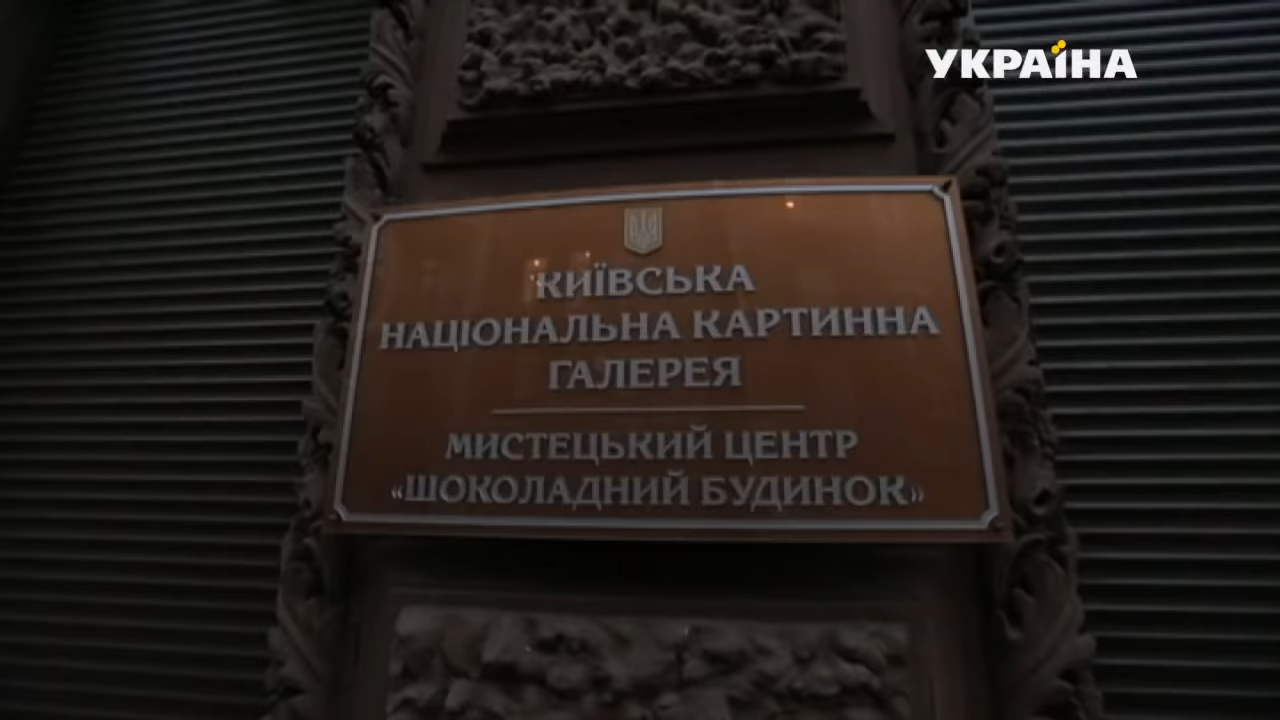 УКРАЇНА
КИЇВСЬКА
НАЦІОНАЛЬНА КАРТИННА
ГАЛЕРЕЯ
МИСТЕЦЬКИЙ ЦЕНТР
«ШОКОЛАДНИЙ БУДИНОК»